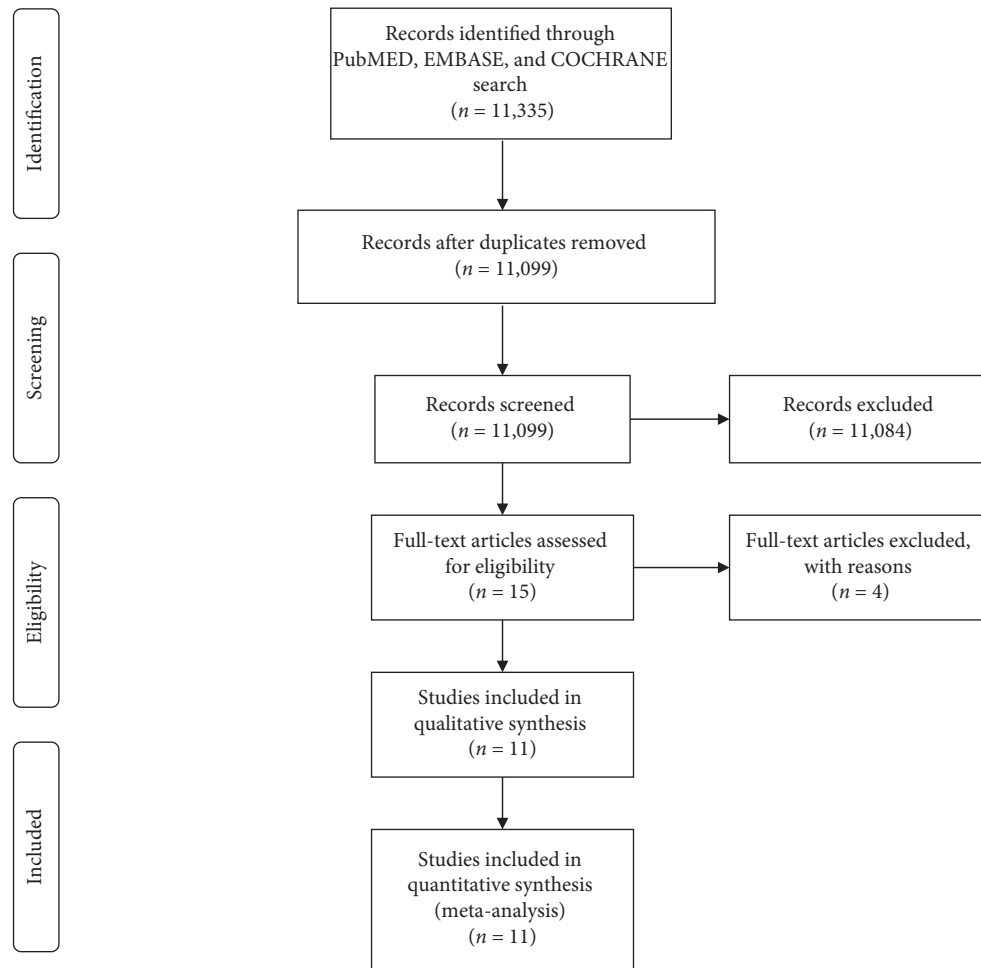 Identification
Records identified through
PubMED, EMBASE, and COCHRANE
search
(n = 11,335)
Records after duplicates removed
(n = 11,099)
Screening
Records screened
(n = 11,099)
Records excluded
(n = 11,084)
Eligibility
Full-text articles assessed
for eligibility
(n = 15)
Full-text articles excluded,
with reasons
(n = 4)
Studies included in
qualitative synthesis
(n = 11)
Included
Studies included in
quantitative synthesis
(meta-analysis)
(n = 11)